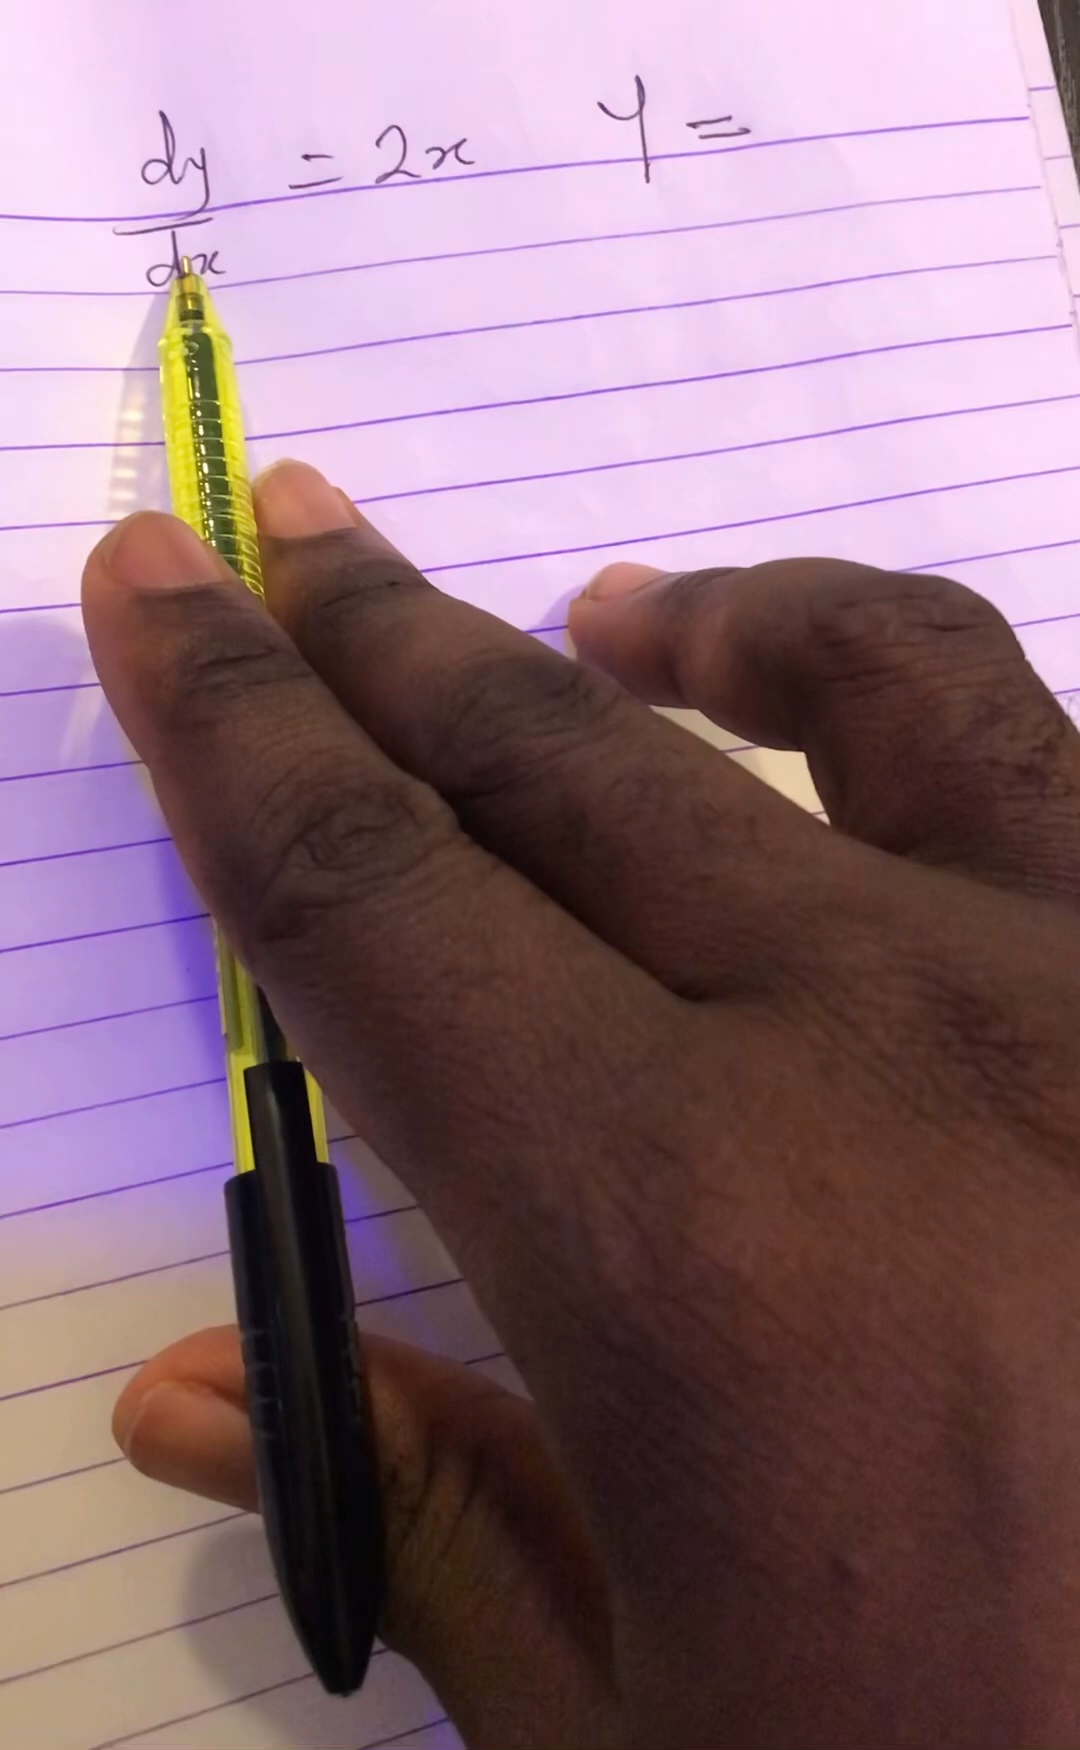 dy/dx = 2x y =